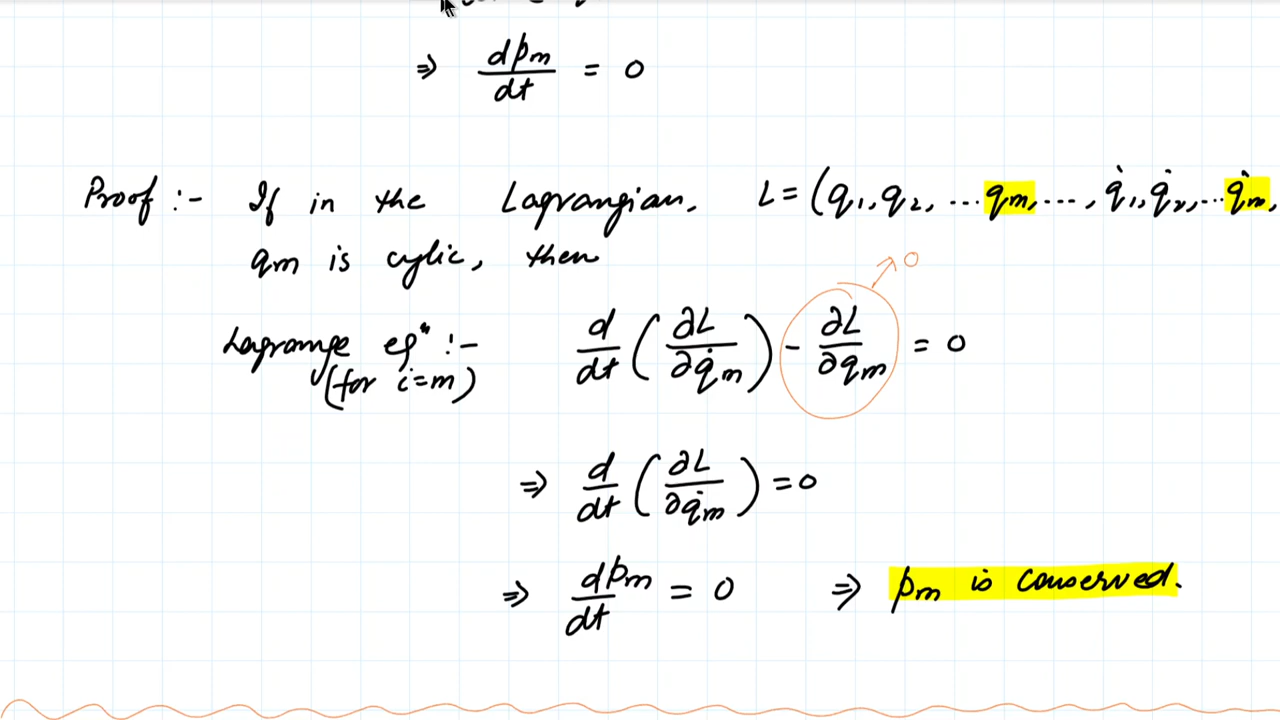 ⇒ dpₘ/dt = 0
Proof :- If in the Lagrangian, L = (q₁, q₂, ... qₘ, ..., q̇₁, q̇₂, ... q̇ₘ,
qₘ is cylic, then
→ 0
Lagrange eqⁿ :- d/dt (∂L/∂q̇ₘ) - ∂L/∂qₘ = 0
(for i=m)
⇒ d/dt (∂L/∂q̇ₘ) = 0
⇒ dpₘ/dt = 0 ⇒ pₘ is conserved.